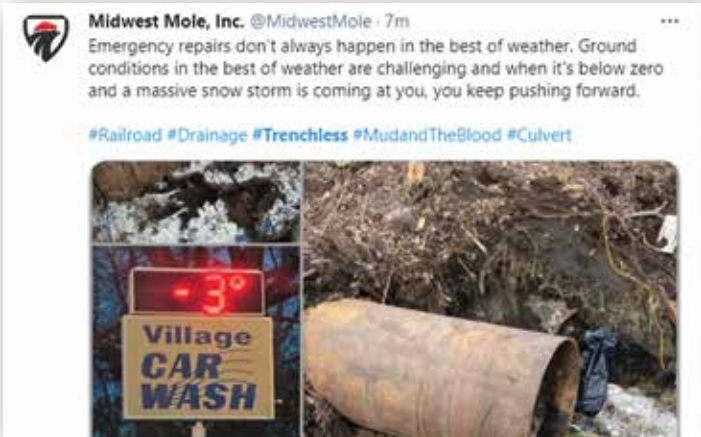 Midwest Mole, Inc. @MidwestMole · 7m
Emergency repairs don't always happen in the best of weather. Ground
conditions in the best of weather are challenging and when it's below zero
and a massive snow storm is coming at you, you keep pushing forward.
#Railroad #Drainage #Trenchless #MudandTheBlood #Culvert
-3°
Village
CAR
WASH